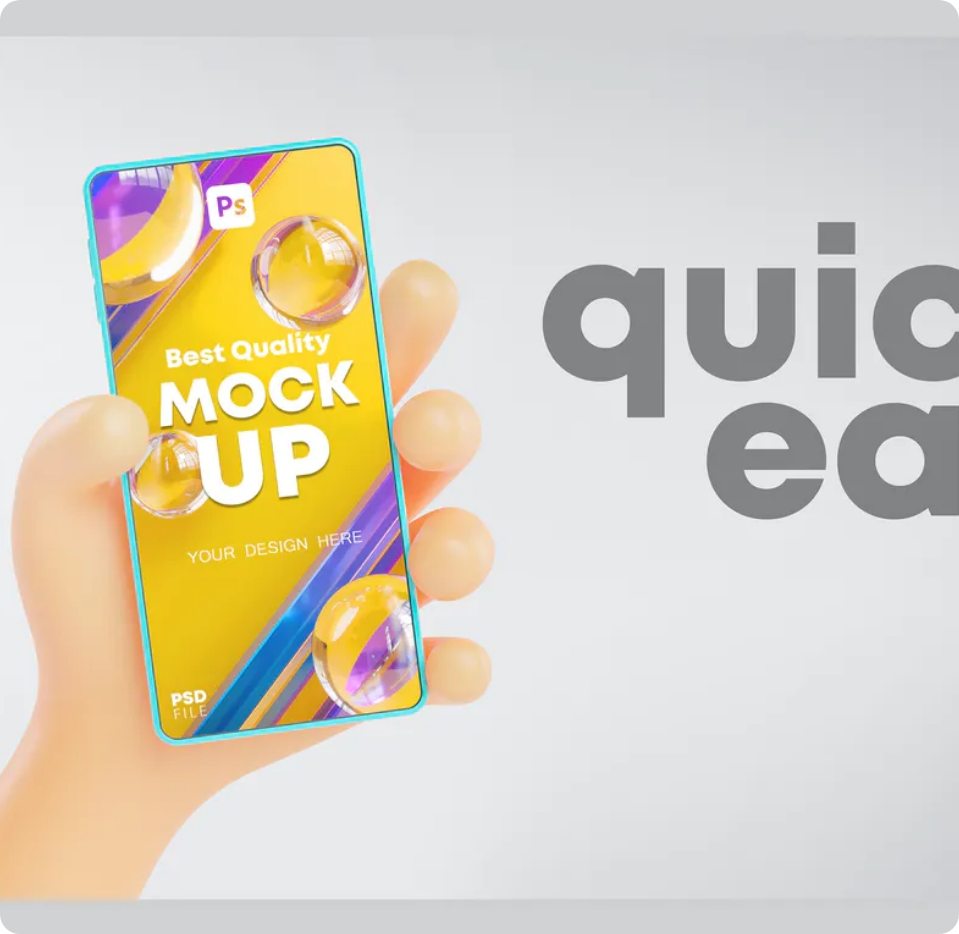 Ps
Best Quality
MOCK
UP
YOUR DESIGN HERE
PSD
FILE
quic
ea